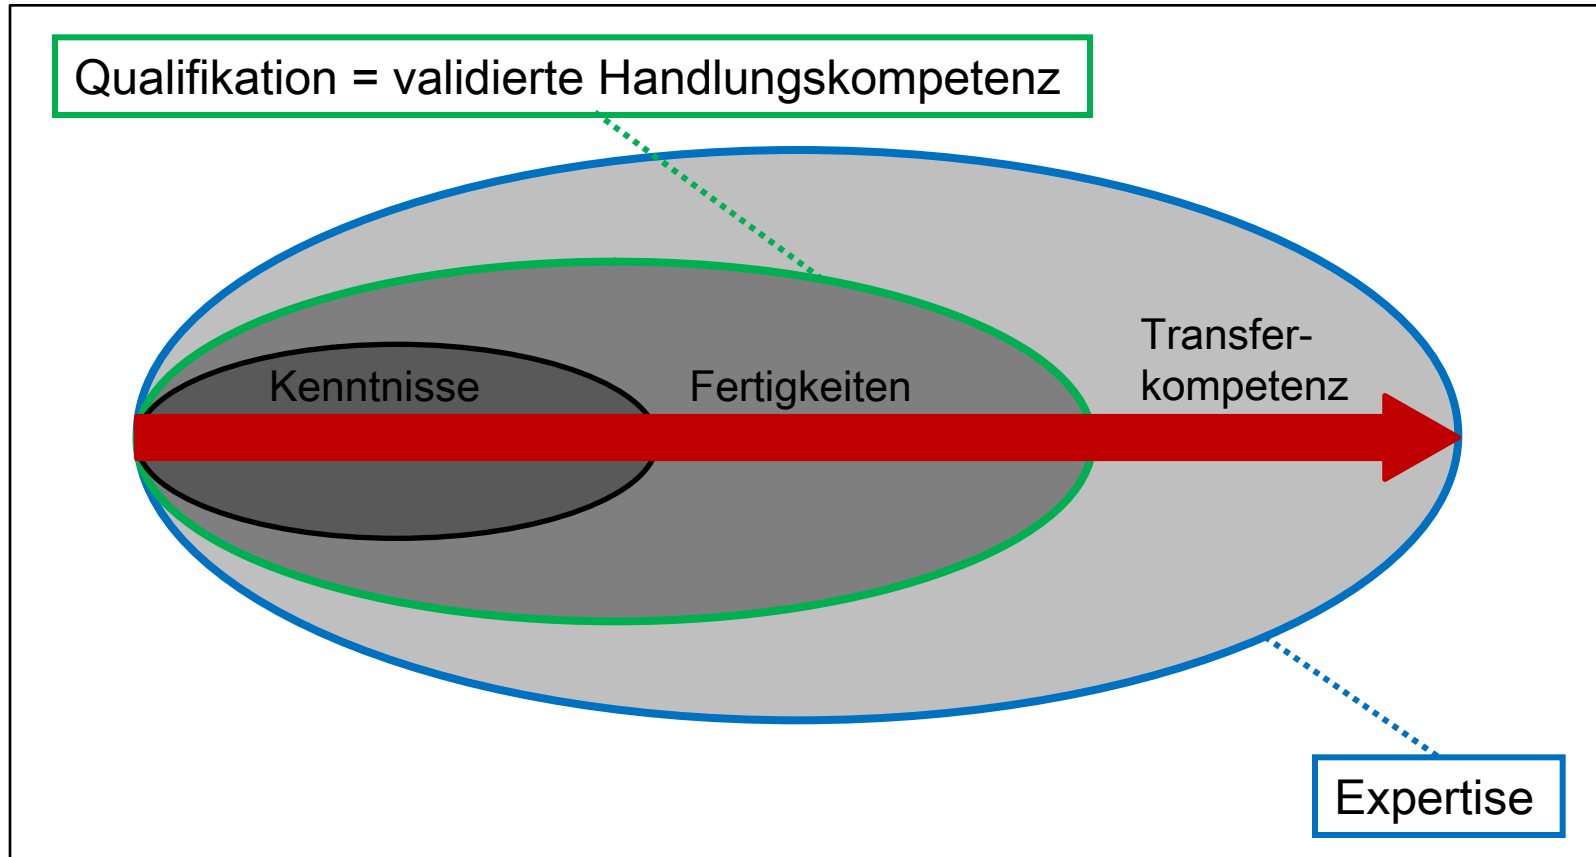 Qualifikation = validierte Handlungskompetenz
Transfer-
kompetenz
Kenntnisse
Fertigkeiten
Expertise